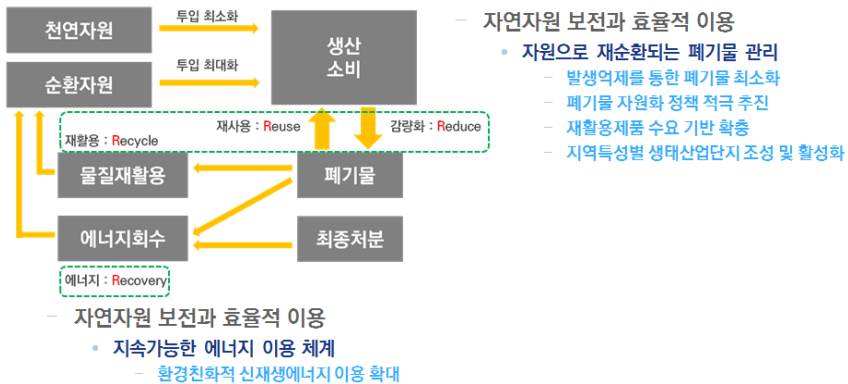 천연자원
투입 최소화
생산
소비
순환자원
투입 최대화
재활용 : Recycle
재사용 : Reuse
감량화 : Reduce
물질재활용
폐기물
에너지회수
최종처분
에너지 : Recovery
– 자연자원 보전과 효율적 이용
• 지속가능한 에너지 이용 체계
– 환경친화적 신재생에너지 이용 확대
– 자연자원 보전과 효율적 이용
• 자원으로 재순환되는 폐기물 관리
– 발생억제를 통한 폐기물 최소화
– 폐기물 자원화 정책 적극 추진
– 재활용제품 수요 기반 확충
– 지역특성별 생태산업단지 조성 및 활성화